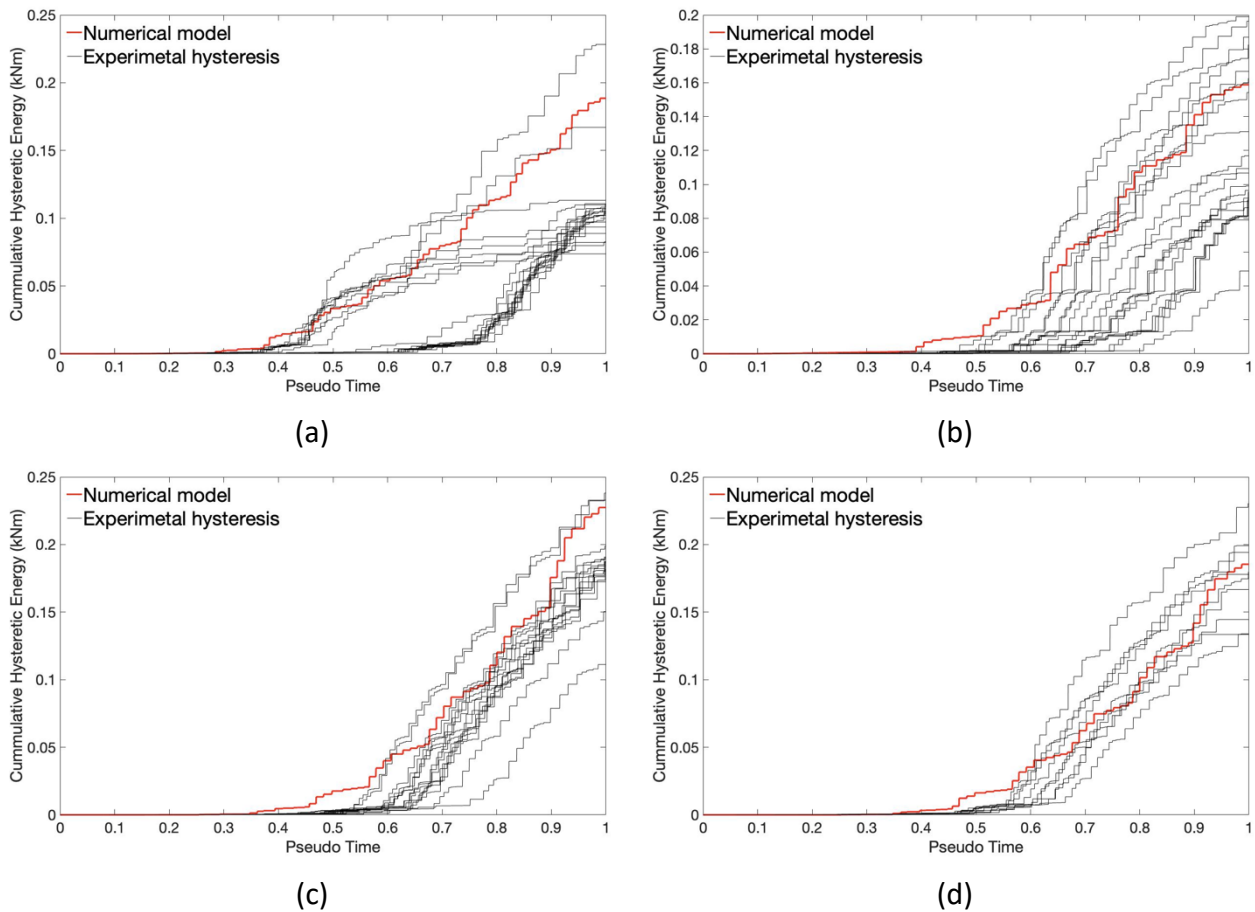 0.25
0.2
0.15
0.1
0.05
0
Cummulative Hysteretic Energy (kNm)
Numerical model
Experimetal hysteresis
0 0.1 0.2 0.3 0.4 0.5 0.6 0.7 0.8 0.9 1
Pseudo Time
(a)
0.2
0.18
0.16
0.14
0.12
0.1
0.08
0.06
0.04
0.02
0
Cummulative Hysteretic Energy (kNm)
Numerical model
Experimetal hysteresis
0 0.1 0.2 0.3 0.4 0.5 0.6 0.7 0.8 0.9 1
Pseudo Time
(b)
0.25
0.2
0.15
0.1
0.05
0
Cummulative Hysteretic Energy (kNm)
Numerical model
Experimetal hysteresis
0 0.1 0.2 0.3 0.4 0.5 0.6 0.7 0.8 0.9 1
Pseudo Time
(c)
0.25
0.2
0.15
0.1
0.05
0
Cummulative Hysteretic Energy (kNm)
Numerical model
Experimetal hysteresis
0 0.1 0.2 0.3 0.4 0.5 0.6 0.7 0.8 0.9 1
Pseudo Time
(d)